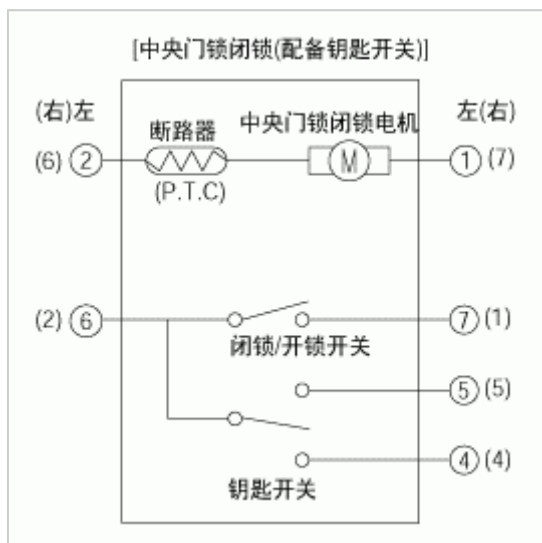 [中央门锁闭锁(配备钥匙开关)]
(右)左
左(右)
断路器
中央门锁闭锁电机
(6) 2
M
1 (7)
(P.T.C)
(2) 6
7 (1)
闭锁/开锁开关
5 (5)
4 (4)
钥匙开关